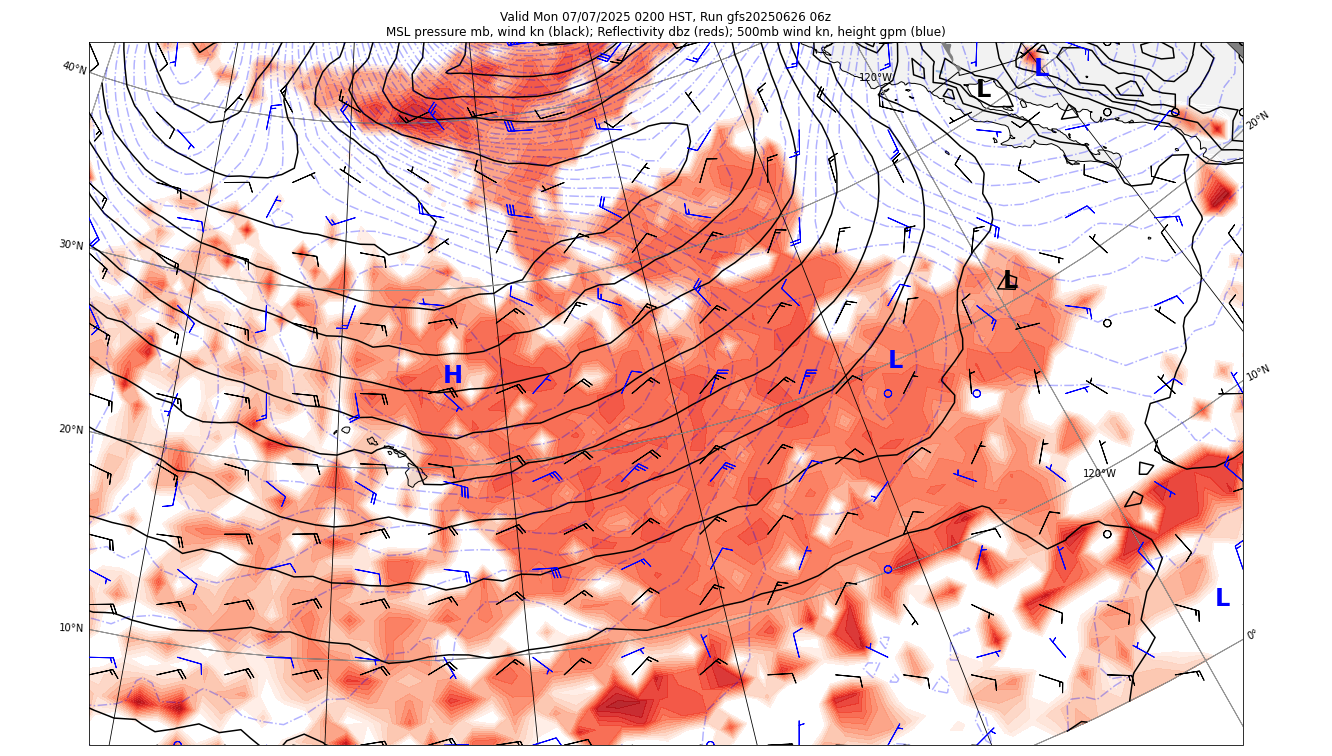 Valid Mon 07/07/2025 0200 HST, Run gfs20250626 06z
MSL pressure mb, wind kn (black); Reflectivity dbz (reds); 500mb wind kn, height gpm (blue)
40°N
120°W
L
L
20°N
30°N
L
H
L
10°N
20°N
120°W
L
10°N
0°